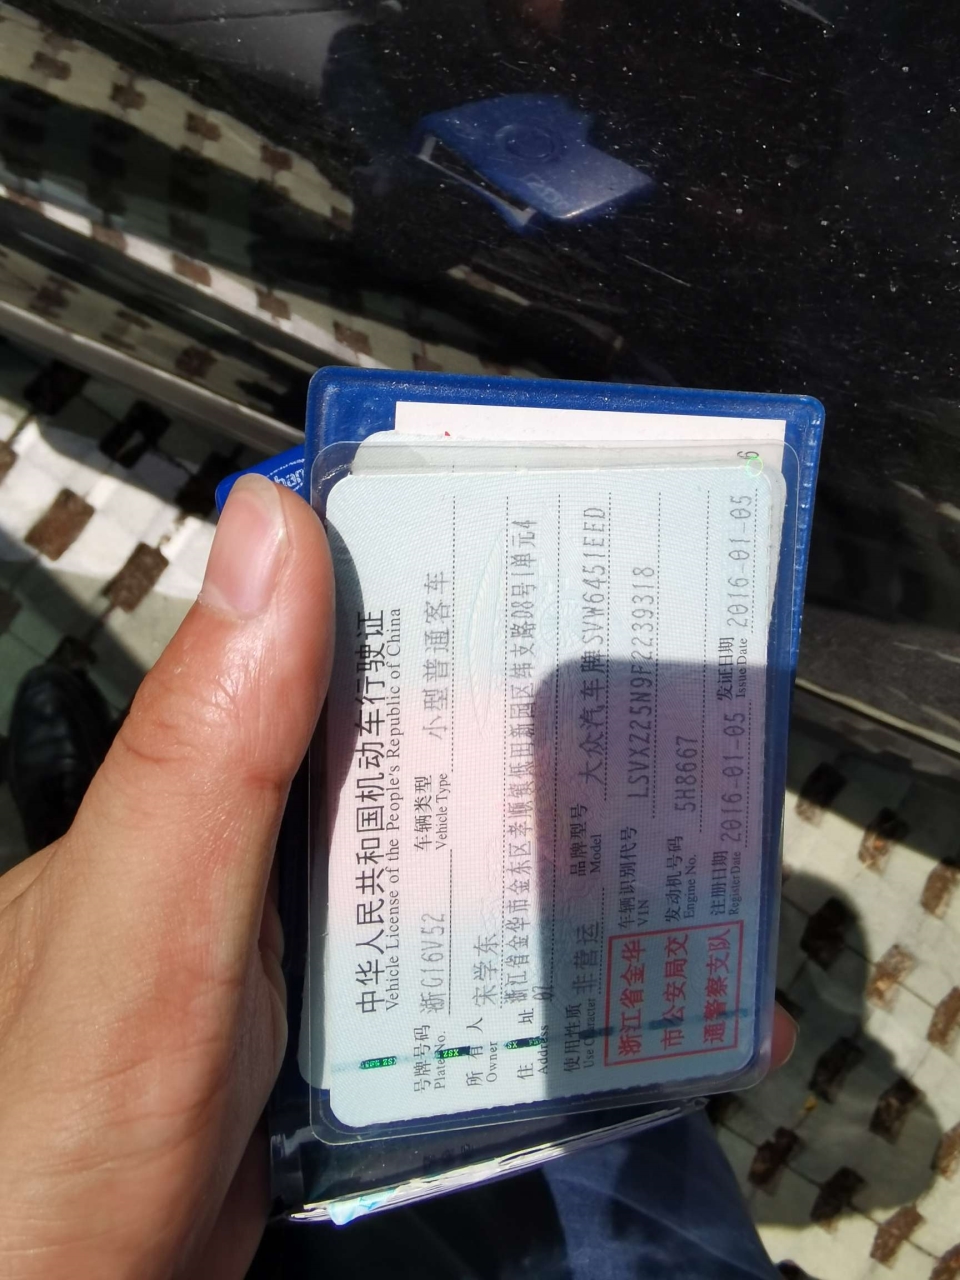 中华人民共和国机动车行驶证
Vehicle License of the People's Republic of China
号牌号码 浙G16V52 车辆类型 小型普通客车
Plate No. Vehicle Type
所有人 宋学东
Owner
住址 浙江省金华市金东区孝顺镇低田新园区纬支路08号1单元4
Address 07
使用性质 非营运 品牌型号 大众汽车牌SVW6451EED
Use Character Model
浙江省金华
市公安局交
通警察支队
车辆识别代号 LSVXZ25N9F2239318
VIN
发动机号码 5H8667
Engine No.
注册日期 2016-01-05 发证日期 2016-01-05
Register Date Issue Date